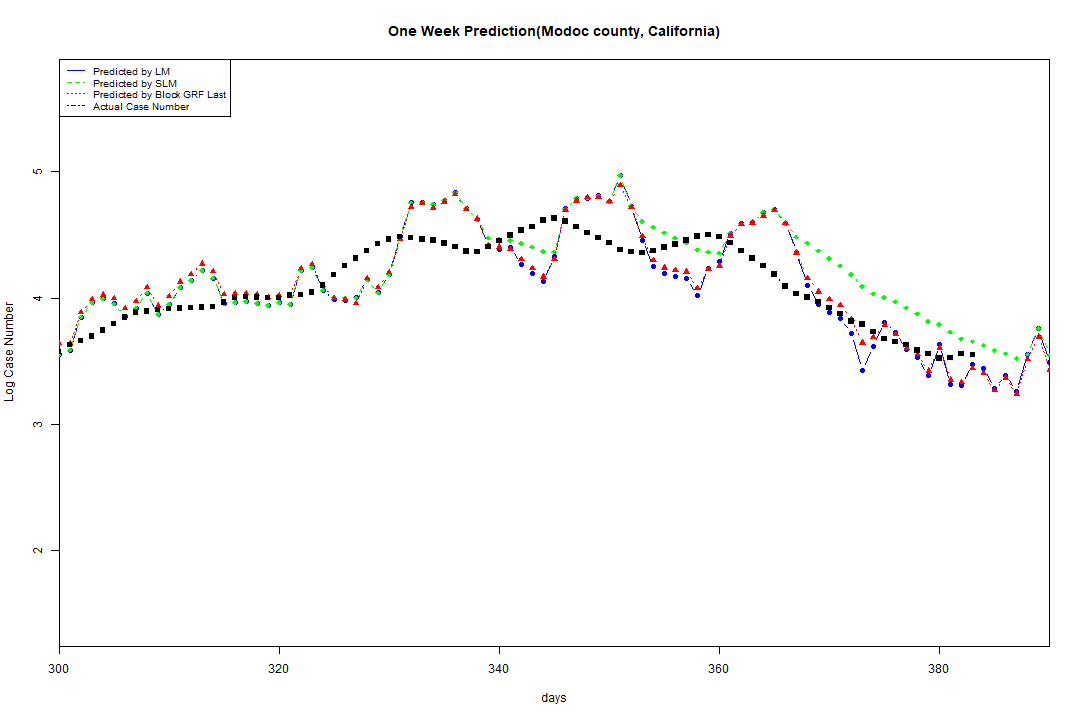 One Week Prediction(Modoc county, California)
Predicted by LM
Predicted by SLM
Predicted by Block GRF Last
Actual Case Number
5
4
3
2
Log Case Number
300 320 340 360 380
days